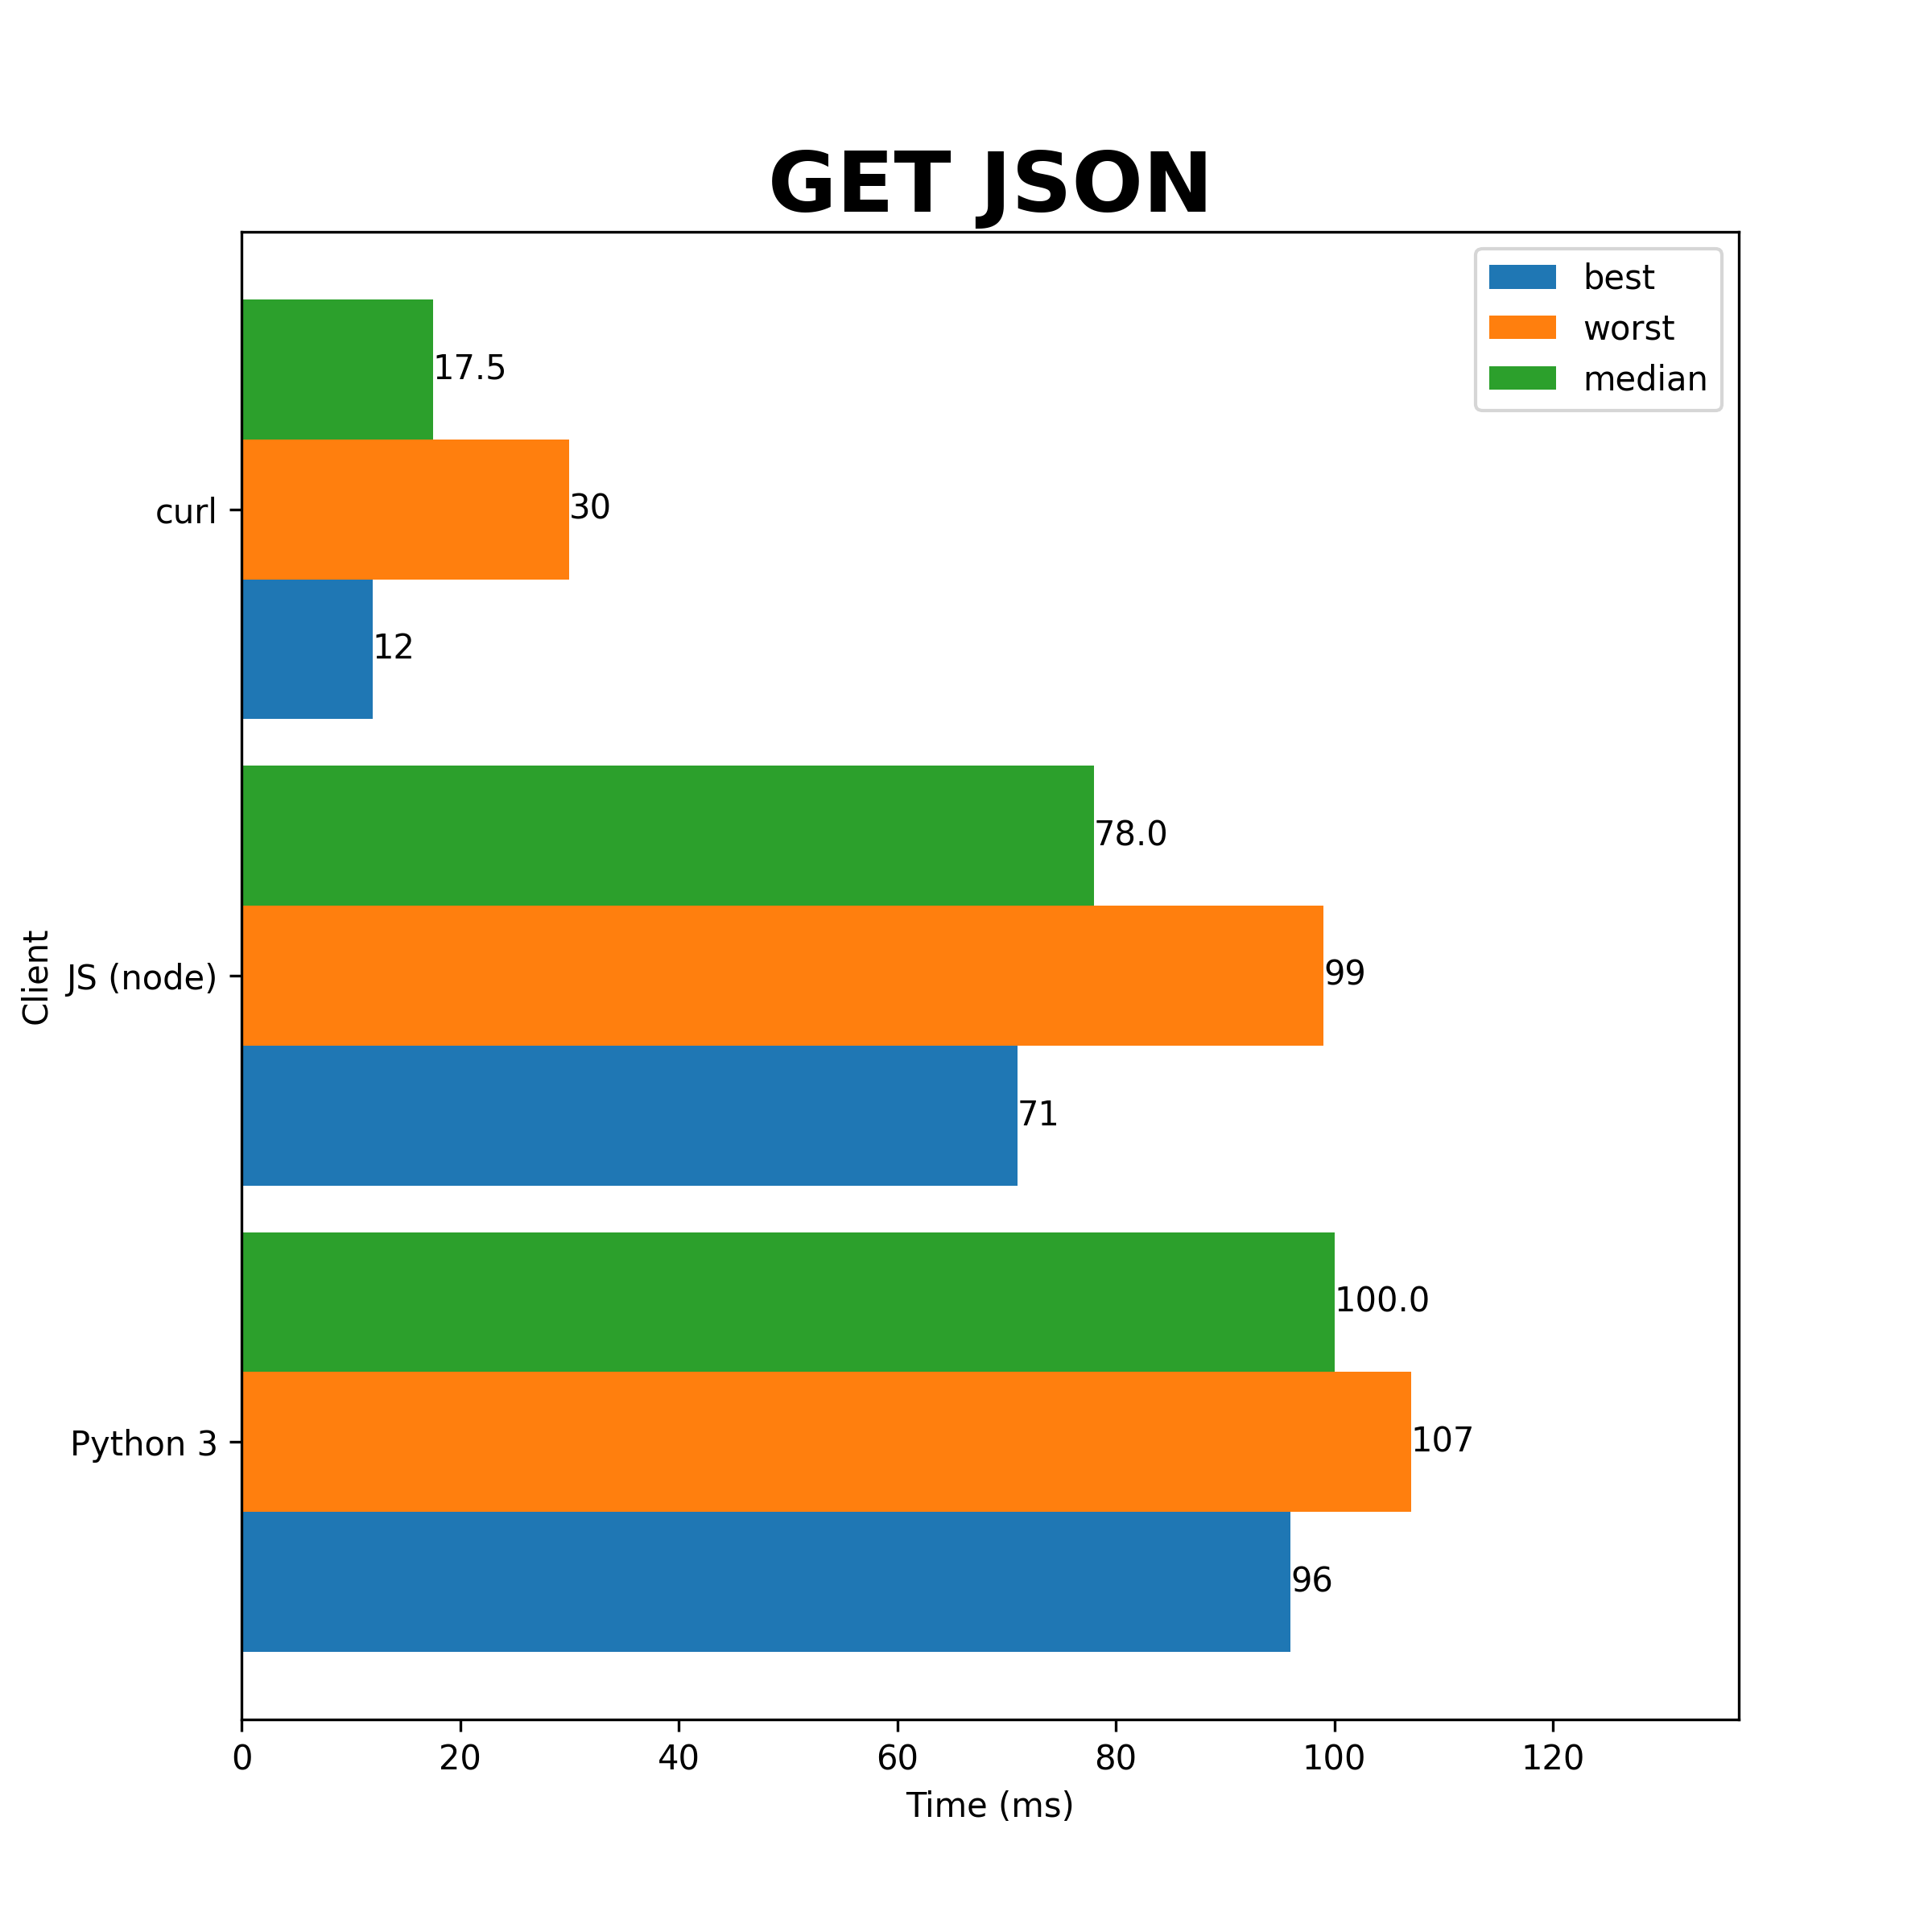 GET JSON
best
worst
median
17.5
30
curl
12
78.0
99
JS (node)
71
Client
100.0
107
Python 3
96
0 20 40 60 80 100 120
Time (ms)